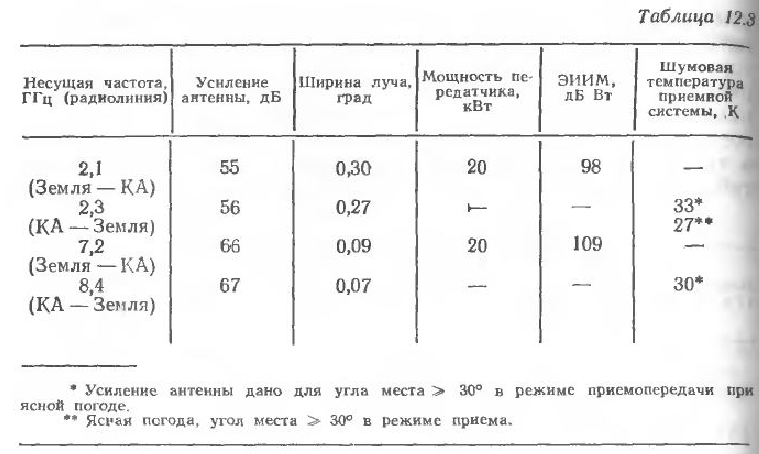 Таблица 12.3
Несущая частота, ГГц (радиолиния) | Усиление антенны, дБ | Ширина луча, град | Мощность передатчика, кВт | ЭИИМ, дБ Вт | Шумовая температура приемной системы, К
2,1 | 55 | 0,30 | 20 | 98 | —
(Земля — КА)
2,3 | 56 | 0,27 | — | — | 33*
(КА — Земля) | 27**
7,2 | 66 | 0,09 | 20 | 109 | —
(Земля — КА)
8,4 | 67 | 0,07 | — | — | 30*
(КА — Земля)
* Усиление антенны дано для угла места ⩾ 30° в режиме приемопередачи при
ясной погоде.
** Ясная погода, угол места ⩾ 30° в режиме приема.